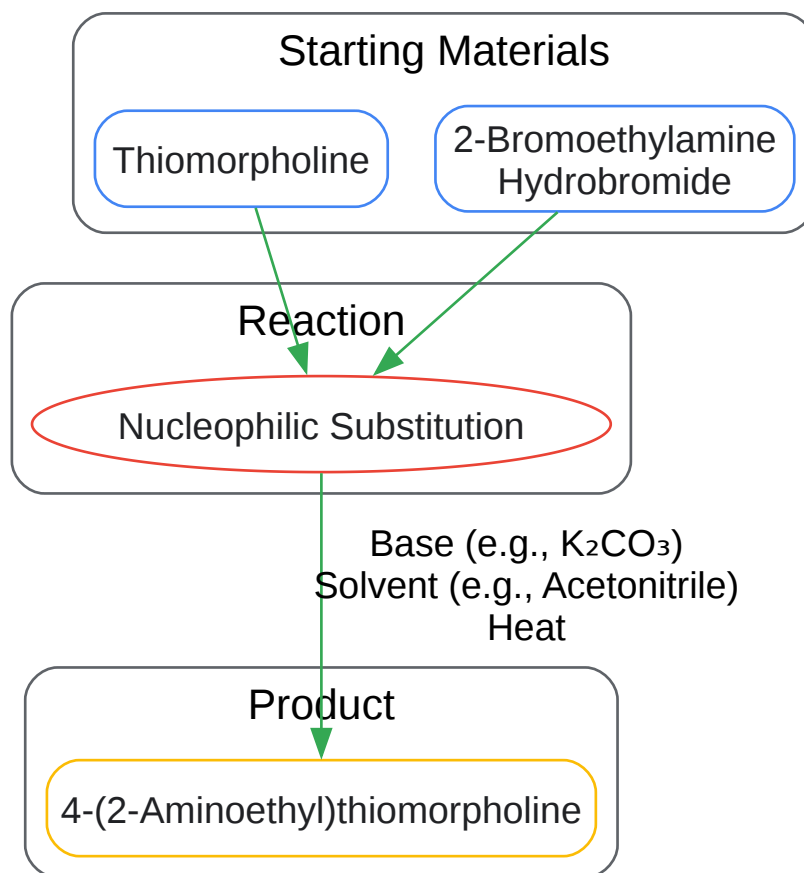 Starting Materials
Thiomorpholine
2-Bromoethylamine
Hydrobromide
Reaction
Nucleophilic Substitution
Base (e.g., K₂CO₃)
Solvent (e.g., Acetonitrile)
Heat
Product
4-(2-Aminoethyl)thiomorpholine